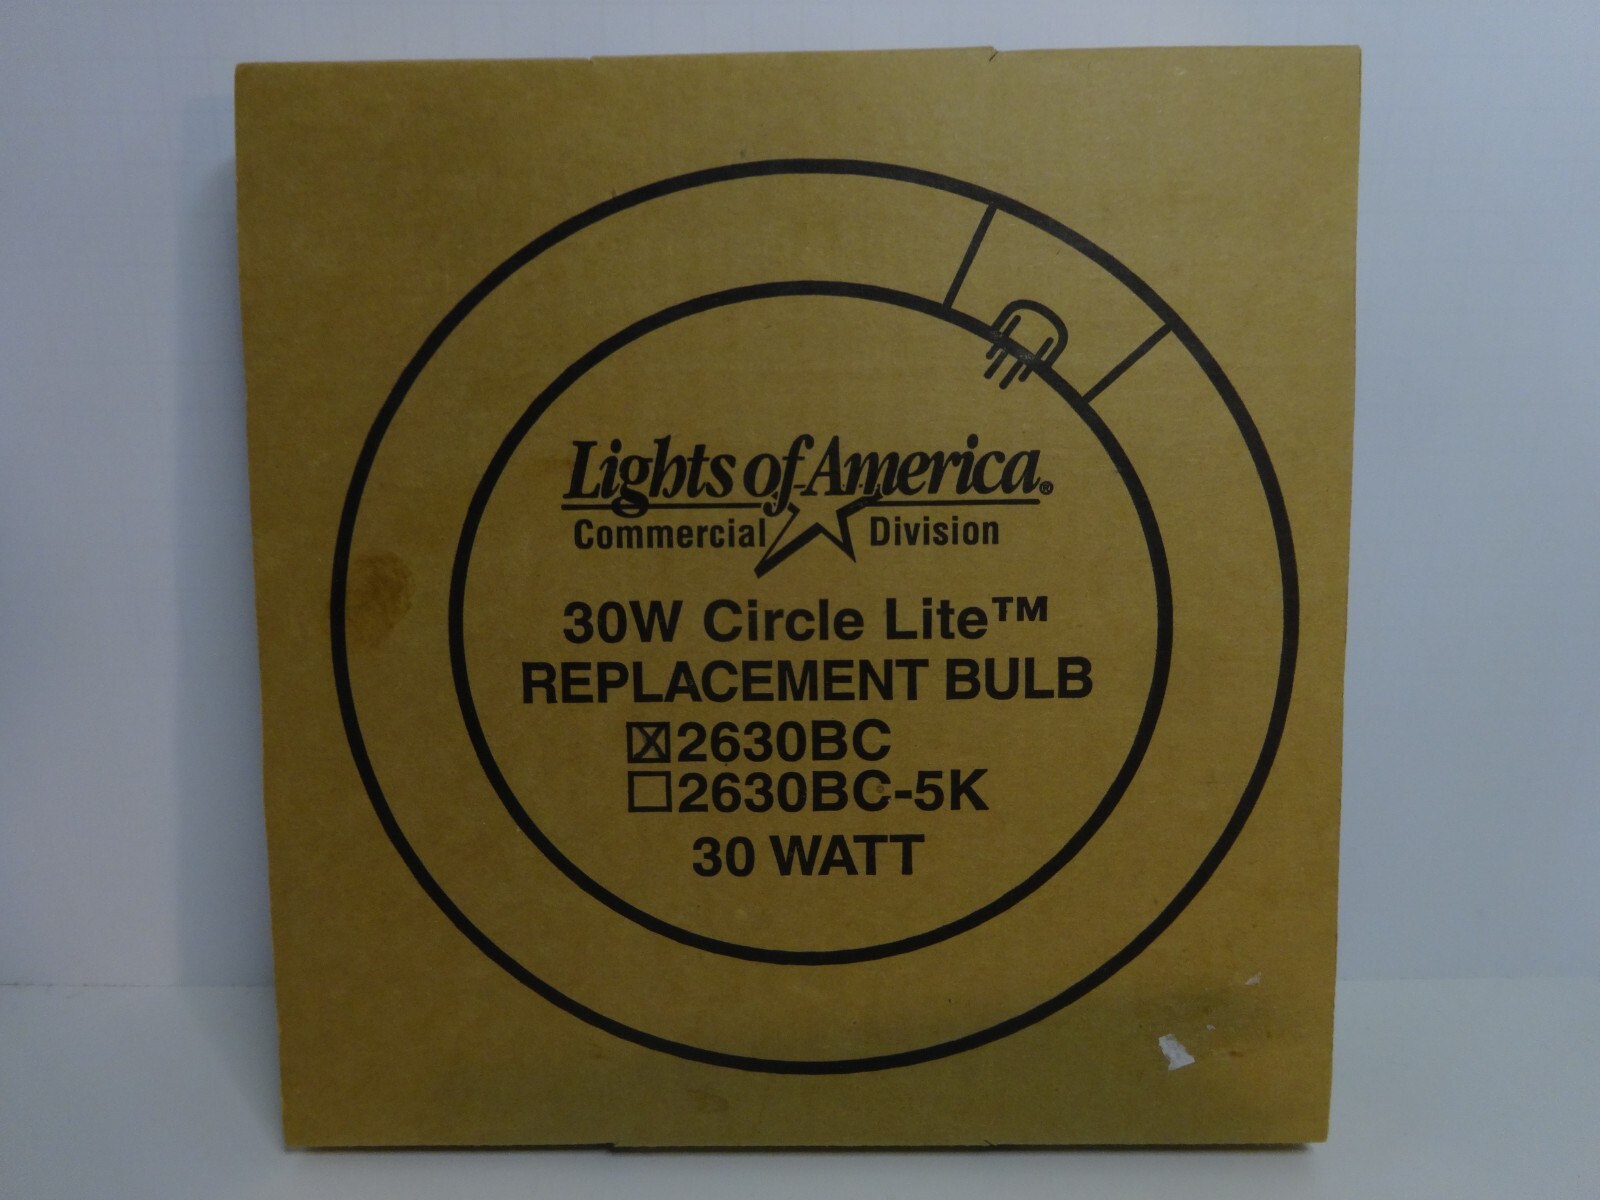 Lights of America®
Commercial Division
30W Circle Lite™
REPLACEMENT BULB
☒2630BC
☐2630BC-5K
30 WATT